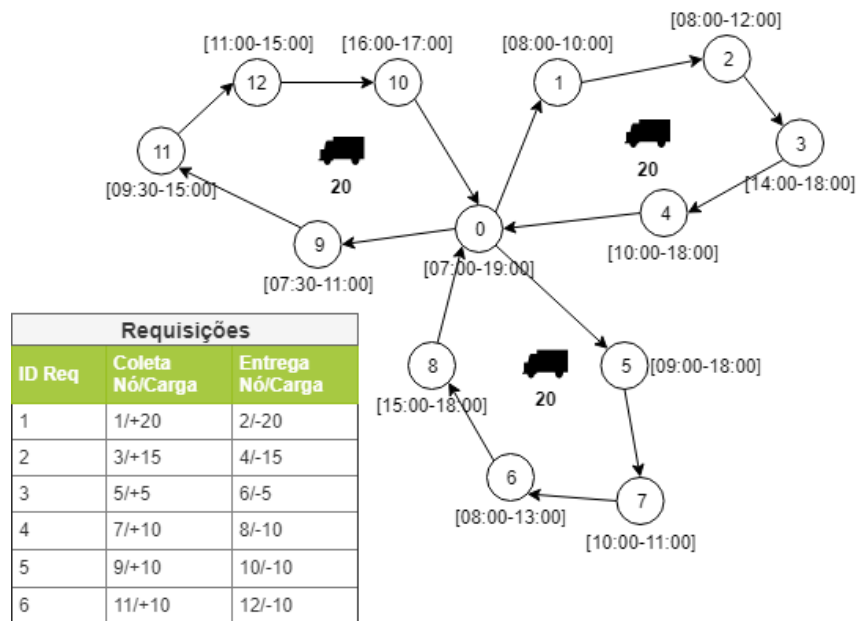 [08:00-12:00]
[11:00-15:00] [16:00-17:00] [08:00-10:00]
2
12 10 1
11 3
20 20
[09:30-15:00] [14:00-18:00]
4
9 0
[10:00-18:00]
[07:30-11:00] [07:00-19:00]
Requisições
ID Req Coleta Nó/Carga Entrega Nó/Carga
1 1/+20 2/-20
2 3/+15 4/-15
3 5/+5 6/-5
4 7/+10 8/-10
5 9/+10 10/-10
6 11/+10 12/-10
8 5 [09:00-18:00]
20
[15:00-18:00]
6
7
[08:00-13:00]
[10:00-11:00]